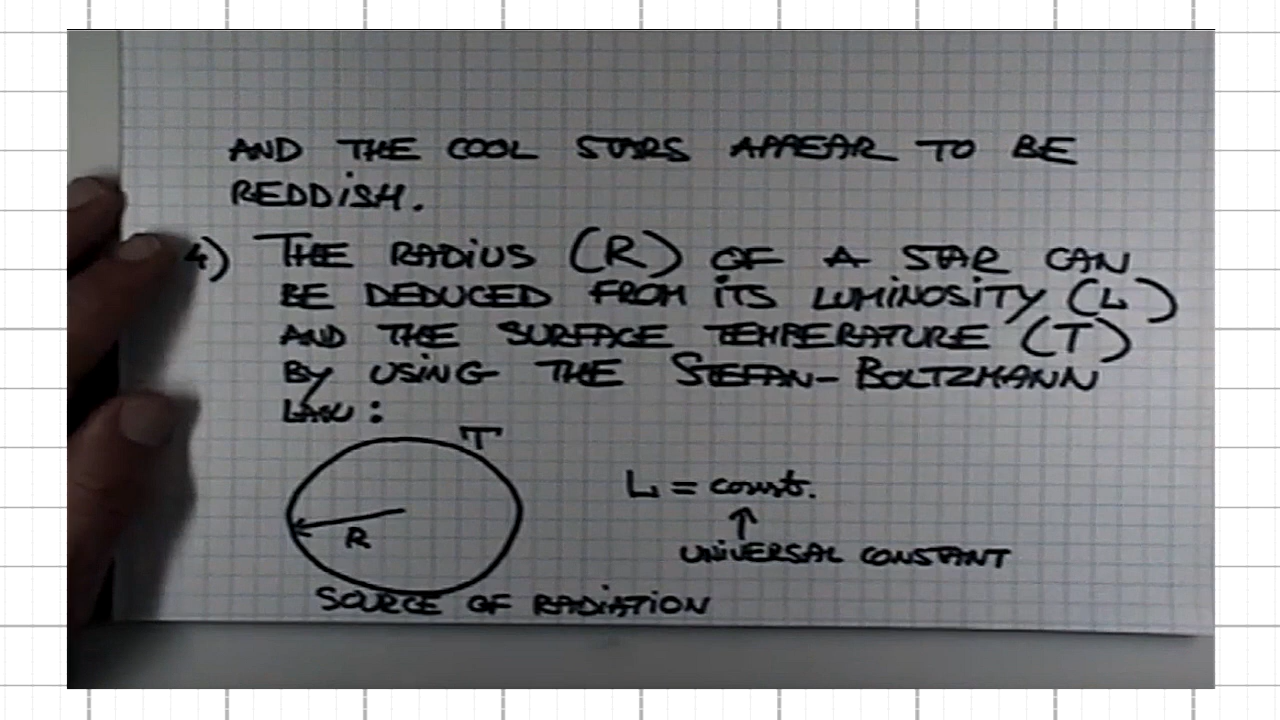 AND THE COOL STARS APPEAR TO BE
REDDiSH.
4) THE RADiUS (R) OF A STAR CAN
BE DEDUCED FROM iTS LUMiNOSiTY (L)
AND THE SURFACE TEMPERATURE (T)
BY USiNG THE STEFAN-BOLTZMANN
LAW:
T
L = const.
R
↑
UNiVERSAL CONSTANT
SOURCE OF RADiATiON